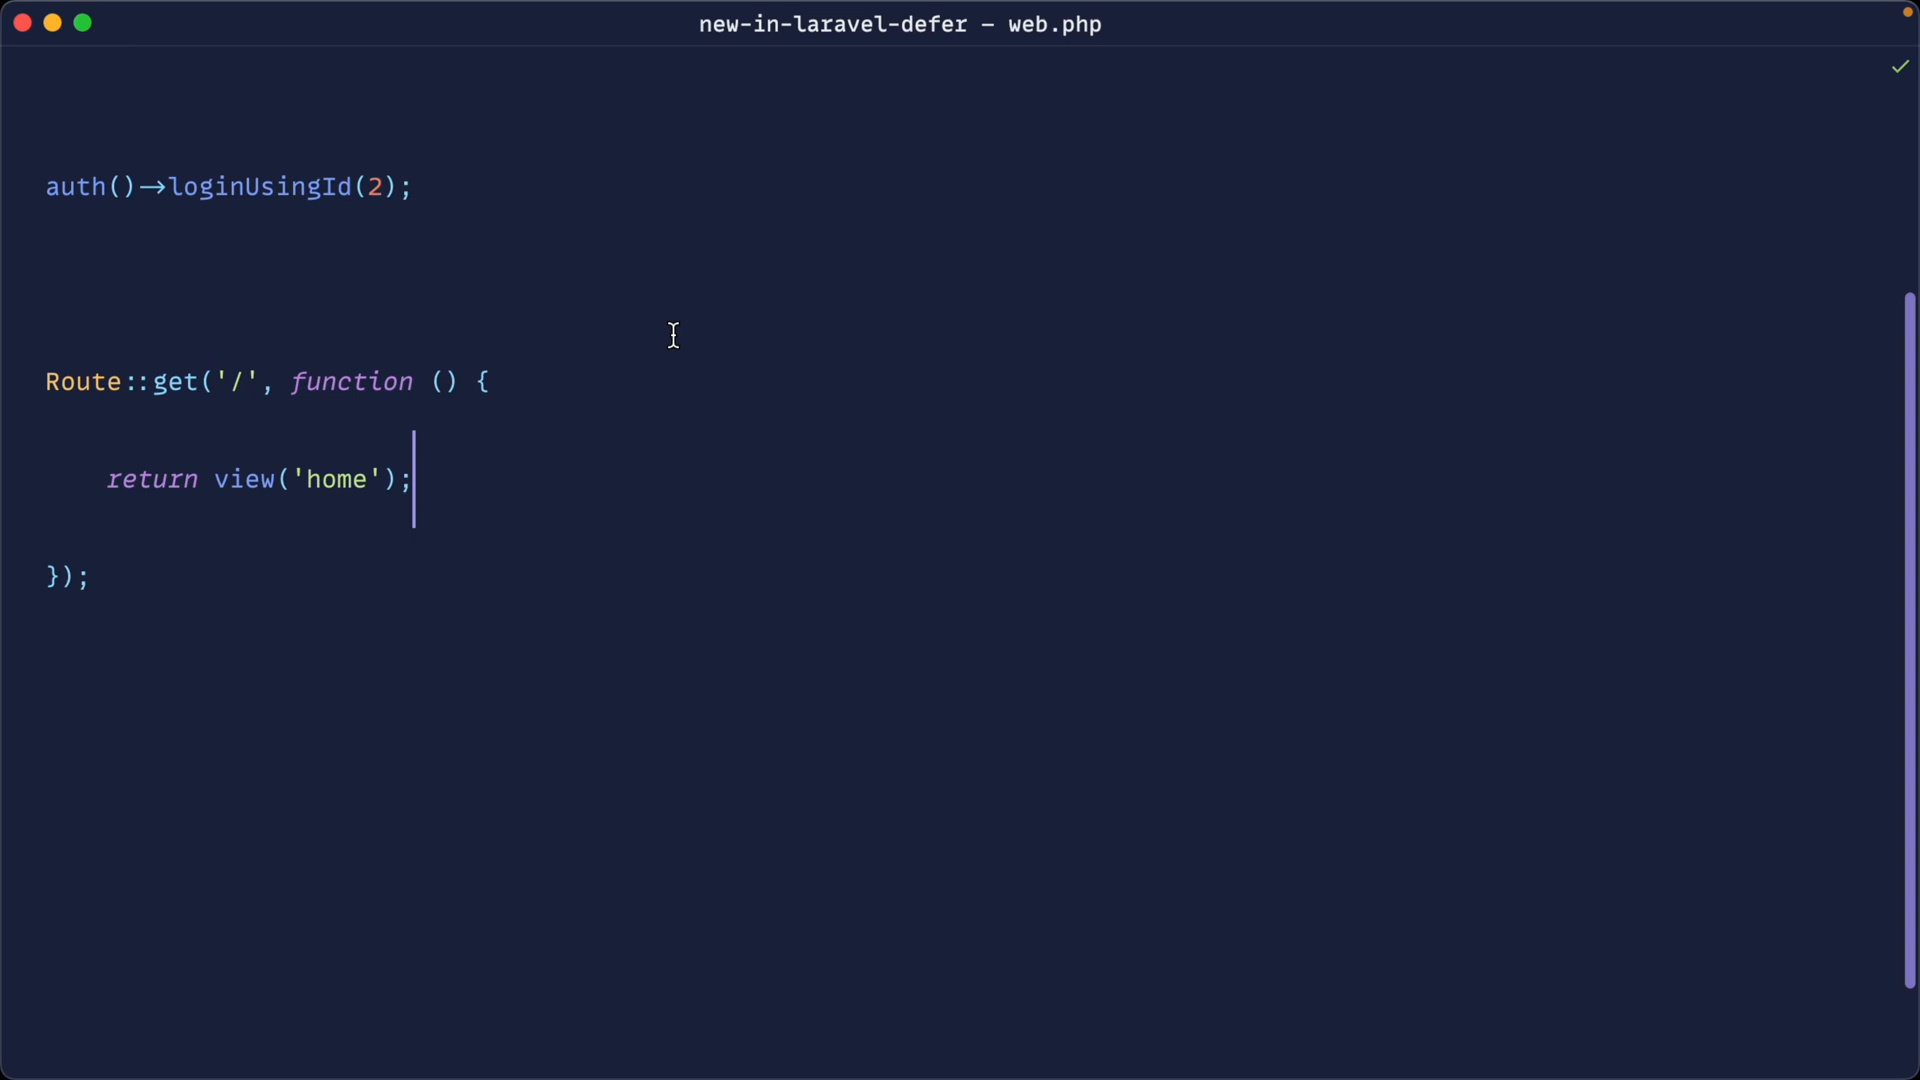 new-in-laravel-defer – web.php
auth()->loginUsingId(2);
Route::get('/', function () {
return view('home');
});